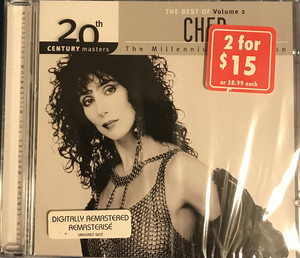 THE BEST OF Volume 2
20th
CENTURY masters
CHER
The Millennium
2 for
$15
or $8.99 each
DIGITALLY REMASTERED
REMASTERISÉ